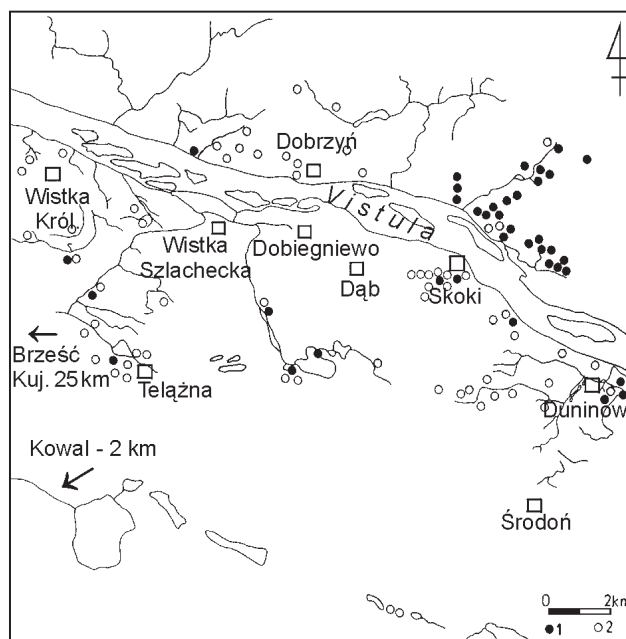 Dobrzyń
Wistka
Król.
Vistula
Wistka
Szlachecka
Dobiegniewo
Dąb
Skoki
Brześć
Kuj. 25km
Telążna
Duninów
Kowal - 2 km
Środoń
0 2km
1 2